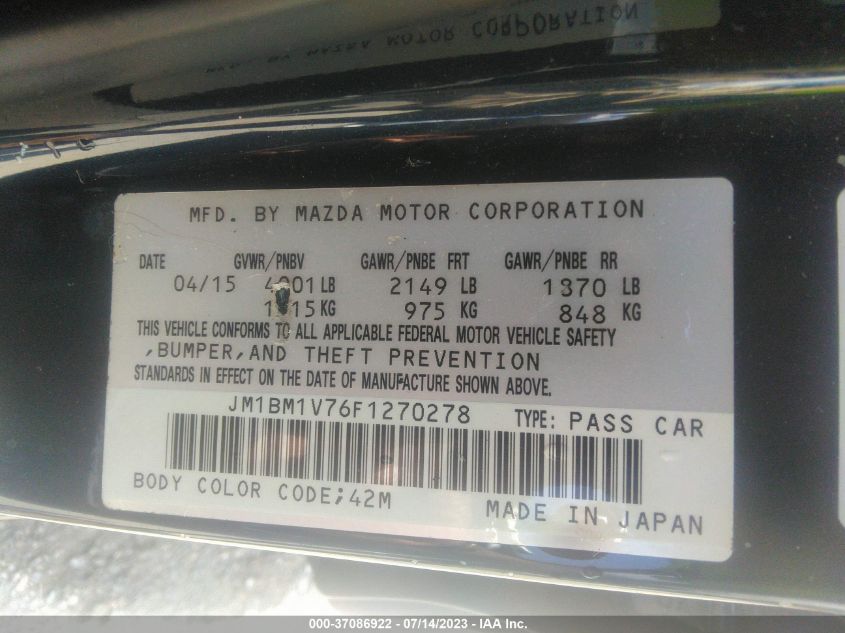 MFD. BY MAZDA MOTOR CORPORATION
DATE GVWR/PNBV GAWR/PNBE FRT GAWR/PNBE RR
04/15 LB 2149 LB 1870 LB
KG 975 KG 848 KG
THIS VEHICLE CONFORMS TO ALL APPLICABLE FEDERAL MOTOR VEHICLE SAFETY
,BUMPER,AND THEFT PREVENTION
STANDARDS IN EFFECT ON THE DATE OF MANUFACTURE SHOWN ABOVE.
JM1BM1V76F1270278 TYPE: PASS CAR
BODY COLOR CODE;42M
MADE IN JAPAN
000-37086922 - 07/14/2023 - Copyright © 2023 IAA, Inc.